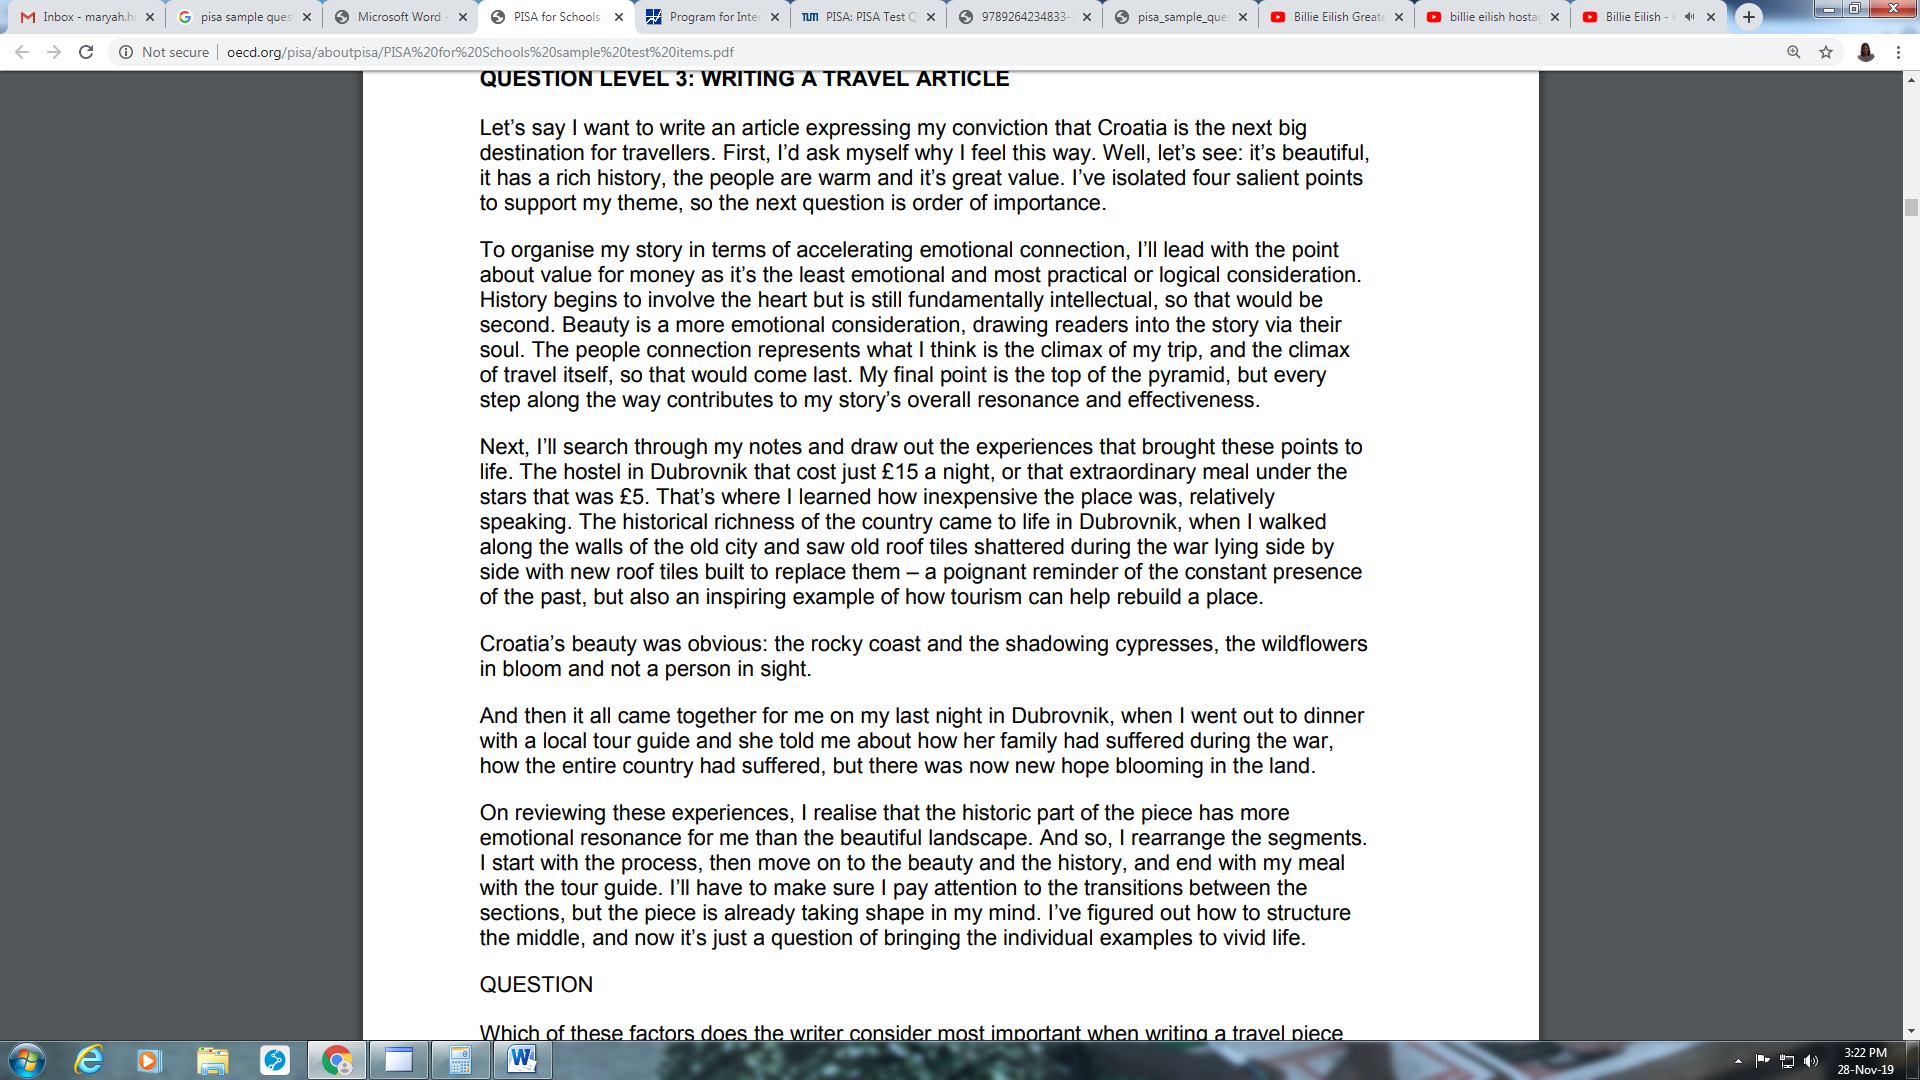 Inbox - maryah.h
pisa sample ques
Microsoft Word -
PISA for Schools
Program for Inter
TUM PISA: PISA Test Q
9789264234833-
pisa_sample_que
Billie Eilish Greate
billie eilish hostag
Billie Eilish -
Not secure
oecd.org/pisa/aboutpisa/PISA%20for%20Schools%20sample%20test%20items.pdf
QUESTION LEVEL 3: WRITING A TRAVEL ARTICLE
Let’s say I want to write an article expressing my conviction that Croatia is the next big
destination for travellers. First, I’d ask myself why I feel this way. Well, let’s see: it’s beautiful,
it has a rich history, the people are warm and it’s great value. I’ve isolated four salient points
to support my theme, so the next question is order of importance.
To organise my story in terms of accelerating emotional connection, I’ll lead with the point
about value for money as it’s the least emotional and most practical or logical consideration.
History begins to involve the heart but is still fundamentally intellectual, so that would be
second. Beauty is a more emotional consideration, drawing readers into the story via their
soul. The people connection represents what I think is the climax of my trip, and the climax
of travel itself, so that would come last. My final point is the top of the pyramid, but every
step along the way contributes to my story’s overall resonance and effectiveness.
Next, I’ll search through my notes and draw out the experiences that brought these points to
life. The hostel in Dubrovnik that cost just £15 a night, or that extraordinary meal under the
stars that was £5. That’s where I learned how inexpensive the place was, relatively
speaking. The historical richness of the country came to life in Dubrovnik, when I walked
along the walls of the old city and saw old roof tiles shattered during the war lying side by
side with new roof tiles built to replace them – a poignant reminder of the constant presence
of the past, but also an inspiring example of how tourism can help rebuild a place.
Croatia’s beauty was obvious: the rocky coast and the shadowing cypresses, the wildflowers
in bloom and not a person in sight.
And then it all came together for me on my last night in Dubrovnik, when I went out to dinner
with a local tour guide and she told me about how her family had suffered during the war,
how the entire country had suffered, but there was now new hope blooming in the land.
On reviewing these experiences, I realise that the historic part of the piece has more
emotional resonance for me than the beautiful landscape. And so, I rearrange the segments.
I start with the process, then move on to the beauty and the history, and end with my meal
with the tour guide. I’ll have to make sure I pay attention to the transitions between the
sections, but the piece is already taking shape in my mind. I’ve figured out how to structure
the middle, and now it’s just a question of bringing the individual examples to vivid life.
QUESTION
Which of these factors does the writer consider most important when writing a travel piece
3:22 PM
28-Nov-19